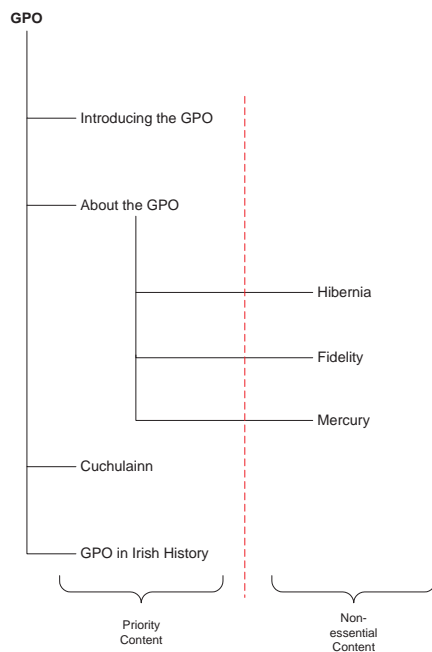 GPO
Introducing the GPO
About the GPO
Hibernia
Fidelity
Mercury
Cuchulainn
GPO in Irish History
Priority
Content
Non-
essential
Content